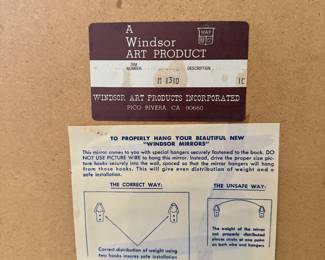 A
Windsor
ART PRODUCT
WAP
ITEM
NUMBER
DESCRIPTION
M 1310
1C
WINDSOR ART PRODUCTS INCORPORATED
PICO RIVERA CA 90660
TO PROPERLY HANG YOUR BEAUTIFUL NEW
"WINDSOR MIRRORS"
This mirror comes to you with special hangers securely fastened to the back. DO
NOT USE PICTURE WIRE to hang this mirror. Instead, drive the proper size pic-
ture hooks securely into the wall, spaced so that the mirror hangers will hang
from those hooks. This will give even distribution of weight and a
safe installation.
THE CORRECT WAY:
THE UNSAFE WAY:
Correct distribution of weight using
two hooks insures safe installation
The weight of the mirror
not properly distributed
places strain at one point
on both wire and hangers